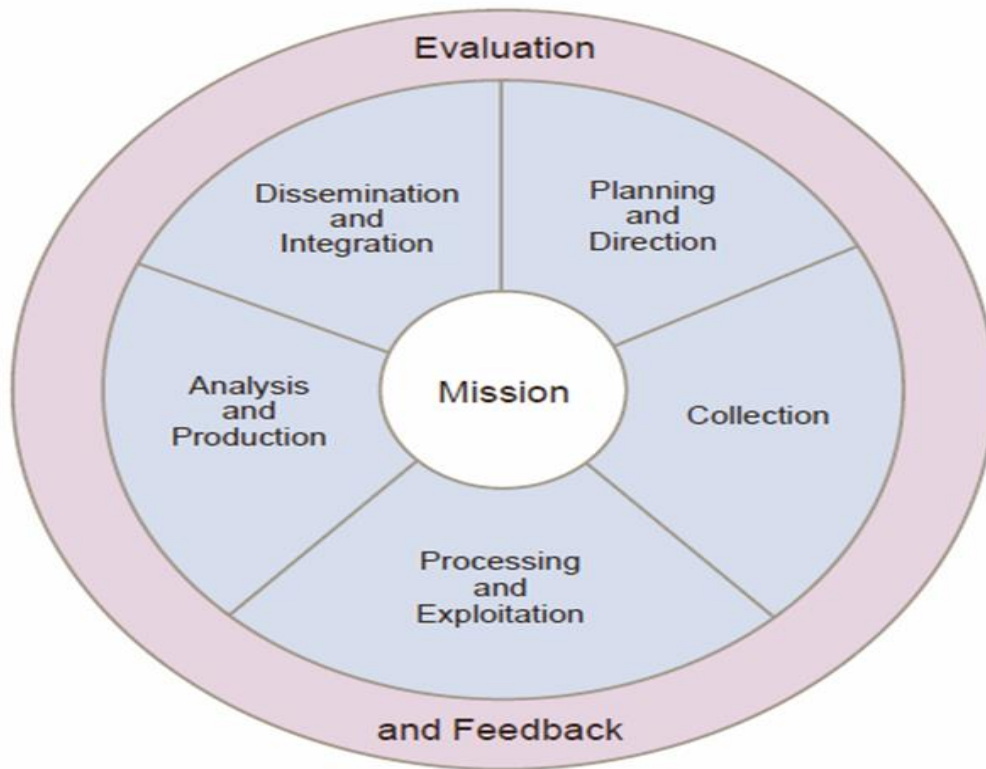 Evaluation
Dissemination
and
Integration
Planning
and
Direction
Analysis
and
Production
Mission
Collection
Processing
and
Exploitation
and Feedback